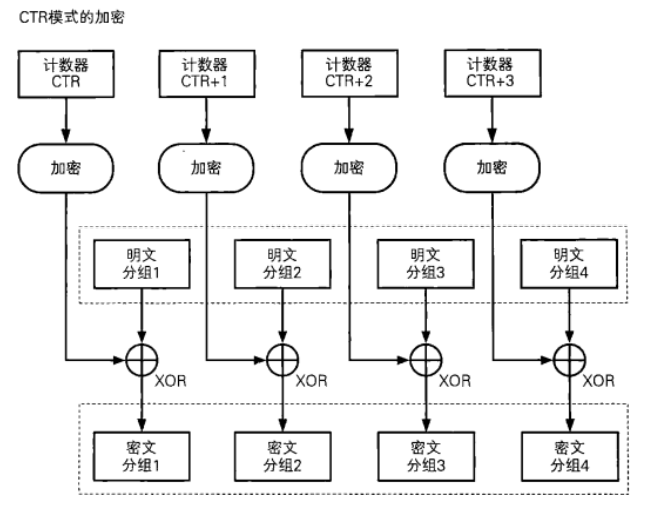 CTR模式的加密
计数器
CTR
计数器
CTR+1
计数器
CTR+2
计数器
CTR+3
加密
加密
加密
加密
明文
分组1
明文
分组2
明文
分组3
明文
分组4
XOR
XOR
XOR
XOR
密文
分组1
密文
分组2
密文
分组3
密文
分组4